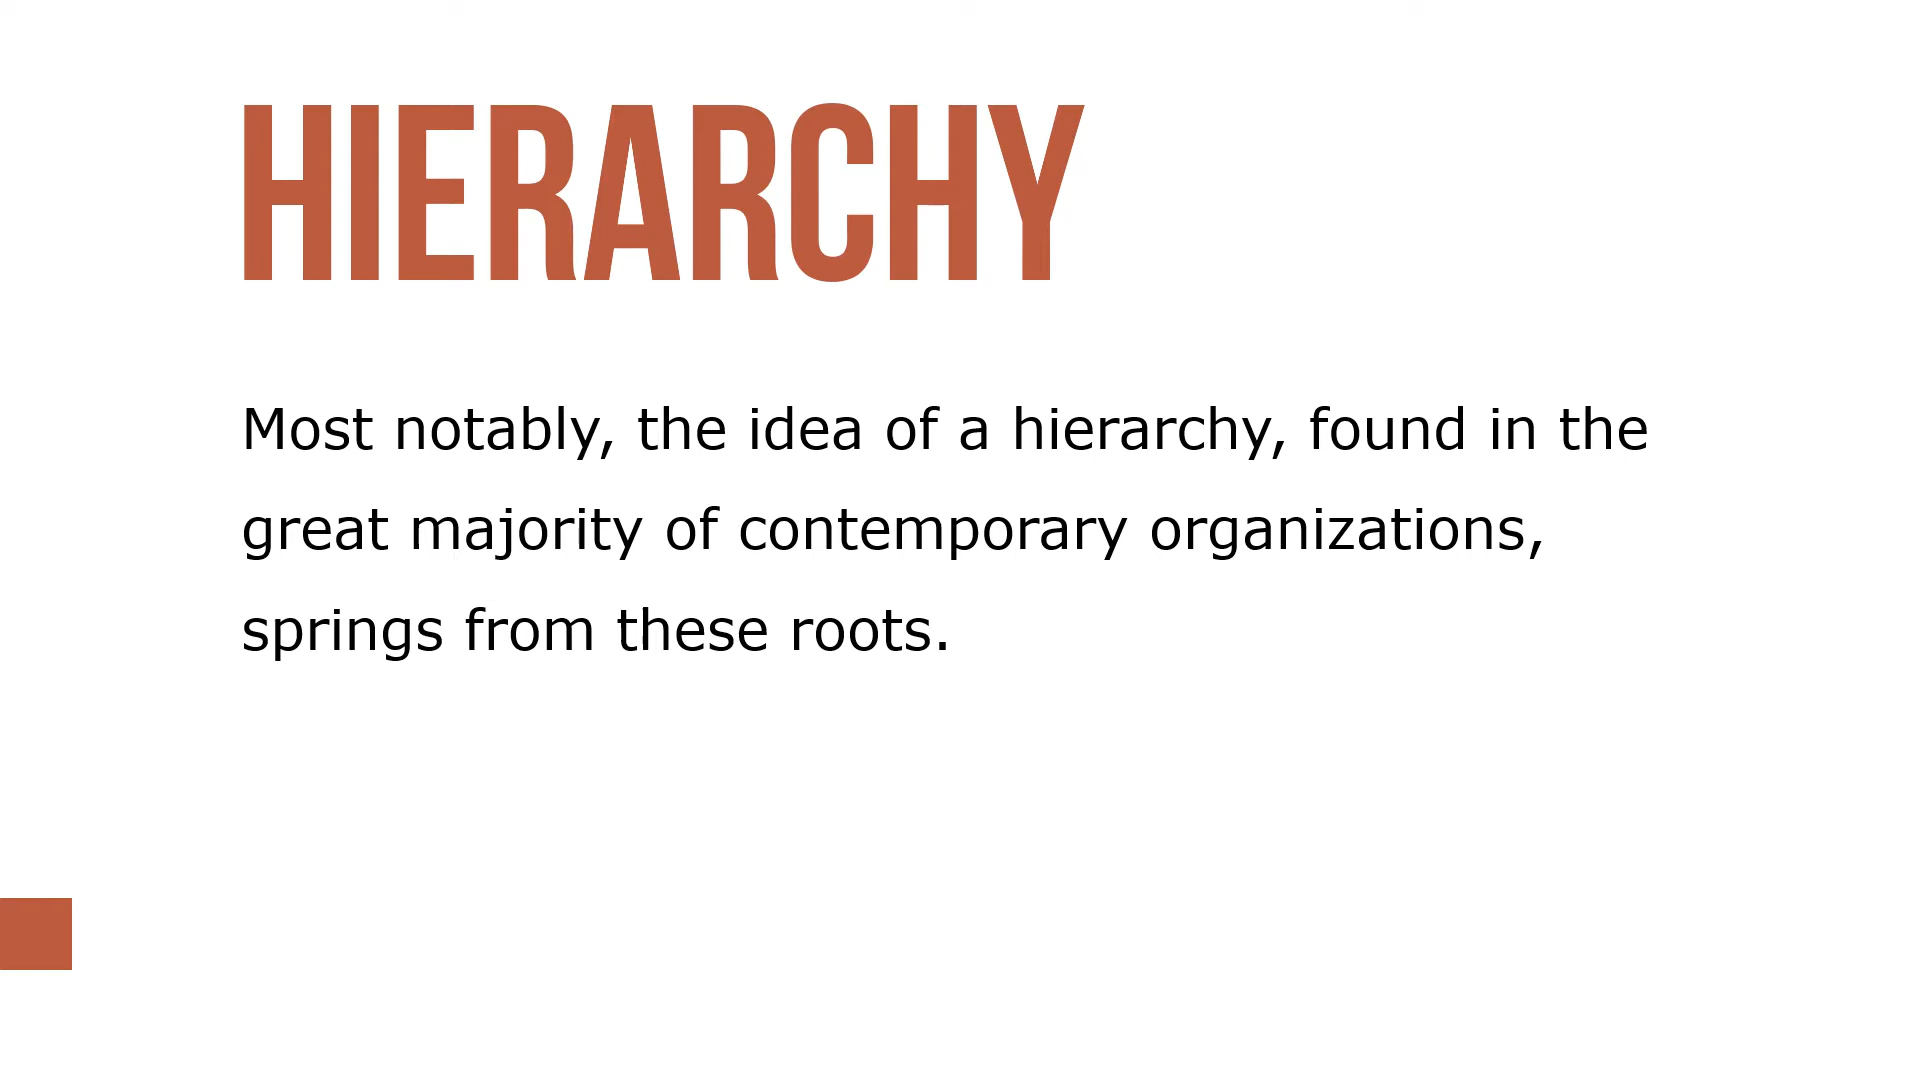 HIERARCHY
Most notably, the idea of a hierarchy, found in the
great majority of contemporary organizations,
springs from these roots.